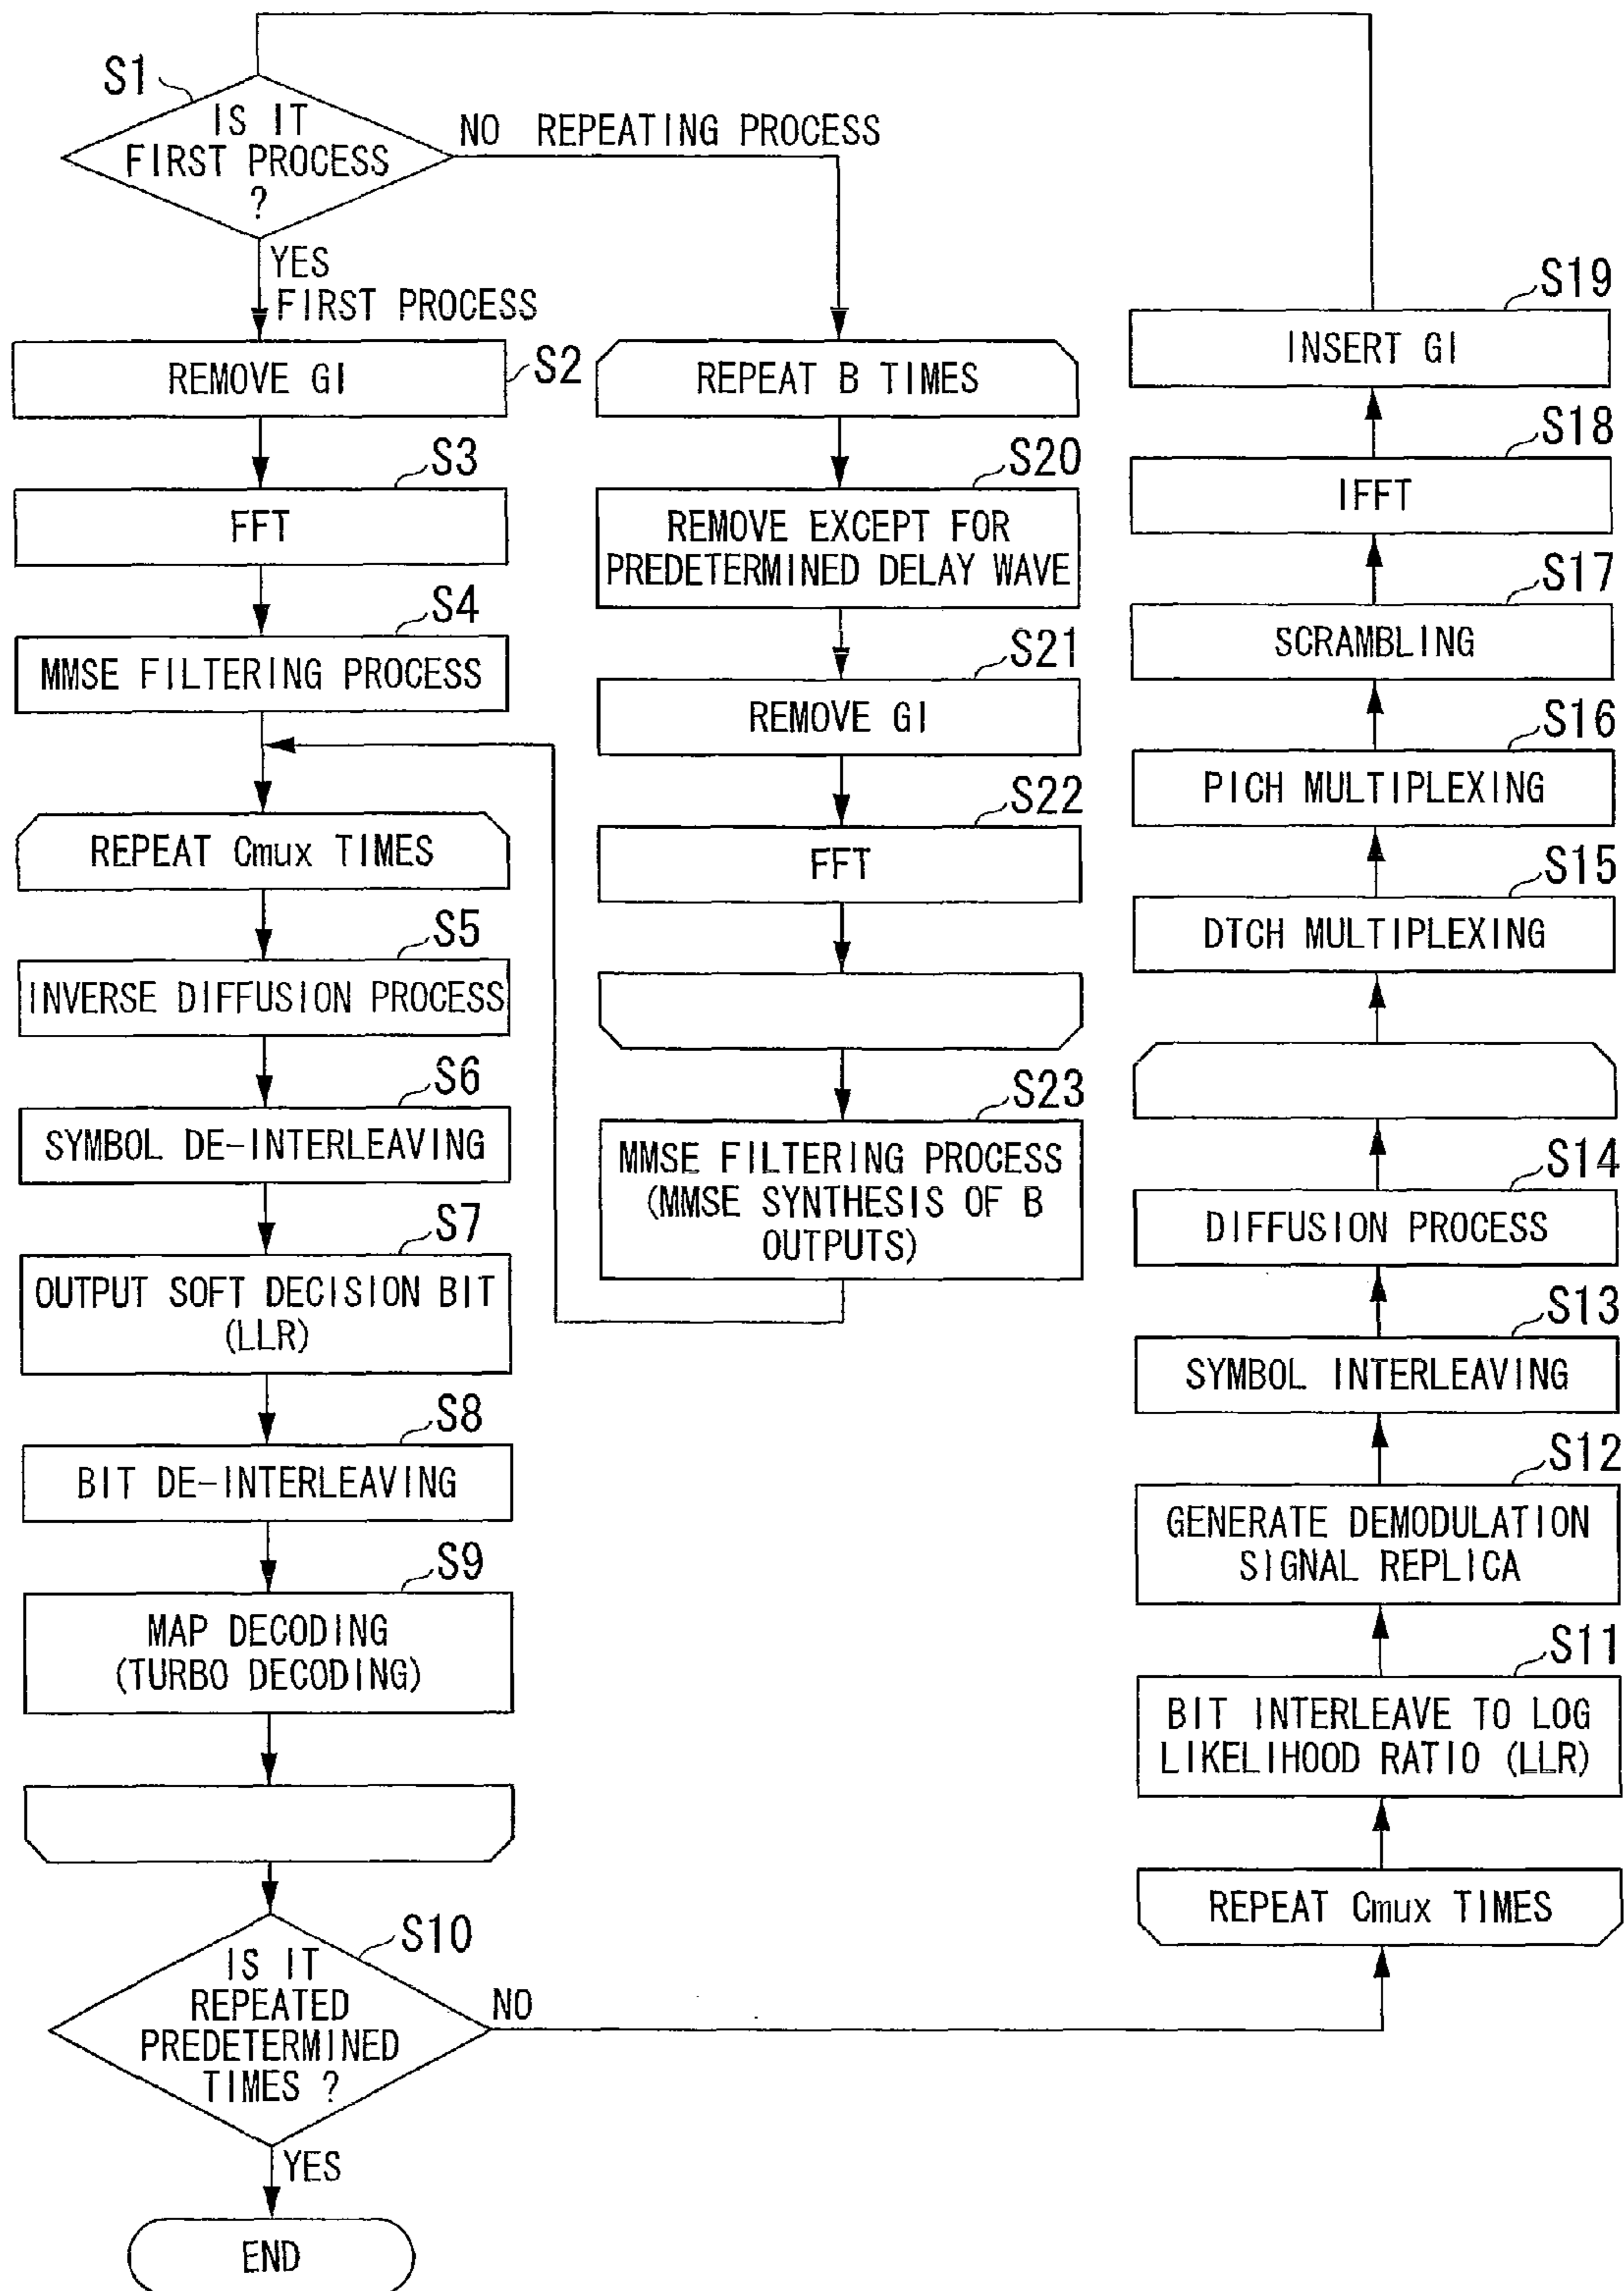 S1
IS IT
FIRST PROCESS
?
NO REPEATING PROCESS
YES
FIRST PROCESS
REMOVE GI
S2
S3
FFT
S4
MMSE FILTERING PROCESS
REPEAT Cmux TIMES
S5
INVERSE DIFFUSION PROCESS
S6
SYMBOL DE-INTERLEAVING
S7
OUTPUT SOFT DECISION BIT
(LLR)
S8
BIT DE-INTERLEAVING
S9
MAP DECODING
(TURBO DECODING)
S10
IS IT
REPEATED
PREDETERMINED
TIMES ?
NO
YES
END
REPEAT B TIMES
S20
REMOVE EXCEPT FOR
PREDETERMINED DELAY WAVE
S21
REMOVE GI
S22
FFT
S23
MMSE FILTERING PROCESS
(MMSE SYNTHESIS OF B
OUTPUTS)
S19
INSERT GI
S18
IFFT
S17
SCRAMBLING
S16
PICH MULTIPLEXING
S15
DTCH MULTIPLEXING
S14
DIFFUSION PROCESS
S13
SYMBOL INTERLEAVING
S12
GENERATE DEMODULATION
SIGNAL REPLICA
S11
BIT INTERLEAVE TO LOG
LIKELIHOOD RATIO (LLR)
REPEAT Cmux TIMES